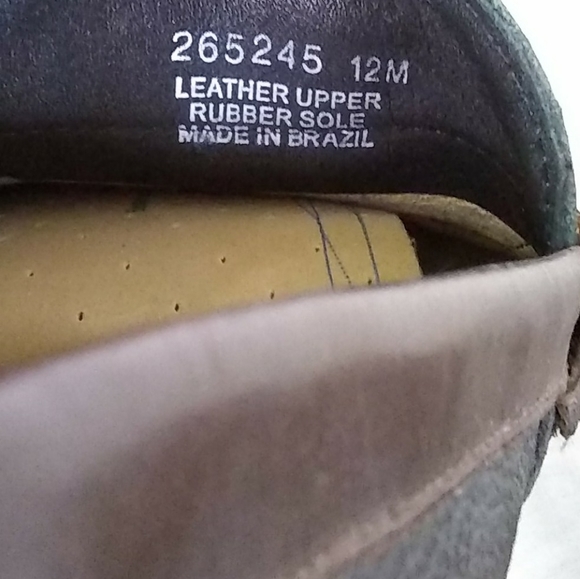 265245 12M
LEATHER UPPER
RUBBER SOLE
MADE IN BRAZIL